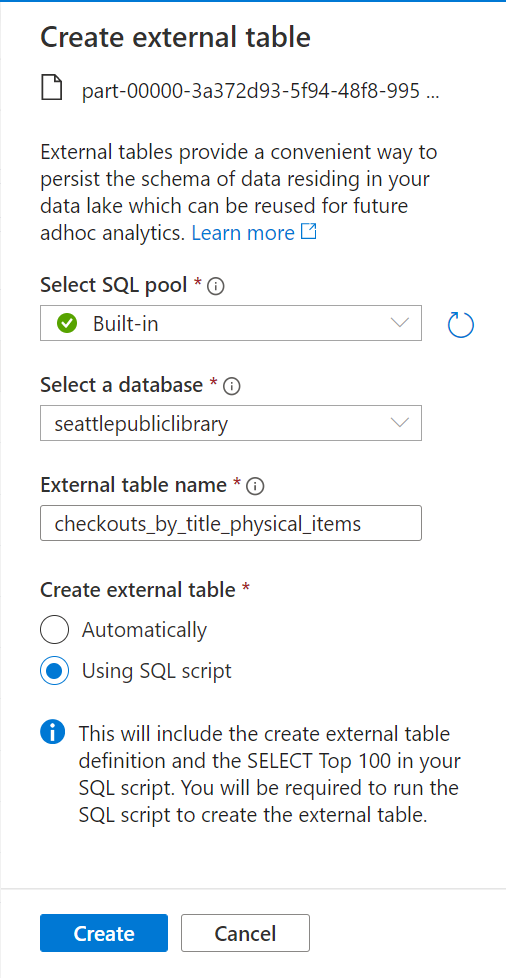 Create external table
part-00000-3a372d93-5f94-48f8-995 ...
External tables provide a convenient way to
persist the schema of data residing in your
data lake which can be reused for future
adhoc analytics. Learn more
Select SQL pool *
Built-in
Select a database *
seattlepubliclibrary
External table name *
checkouts_by_title_physical_items
Create external table *
Automatically
Using SQL script
This will include the create external table
definition and the SELECT Top 100 in your
SQL script. You will be required to run the
SQL script to create the external table.
Create
Cancel